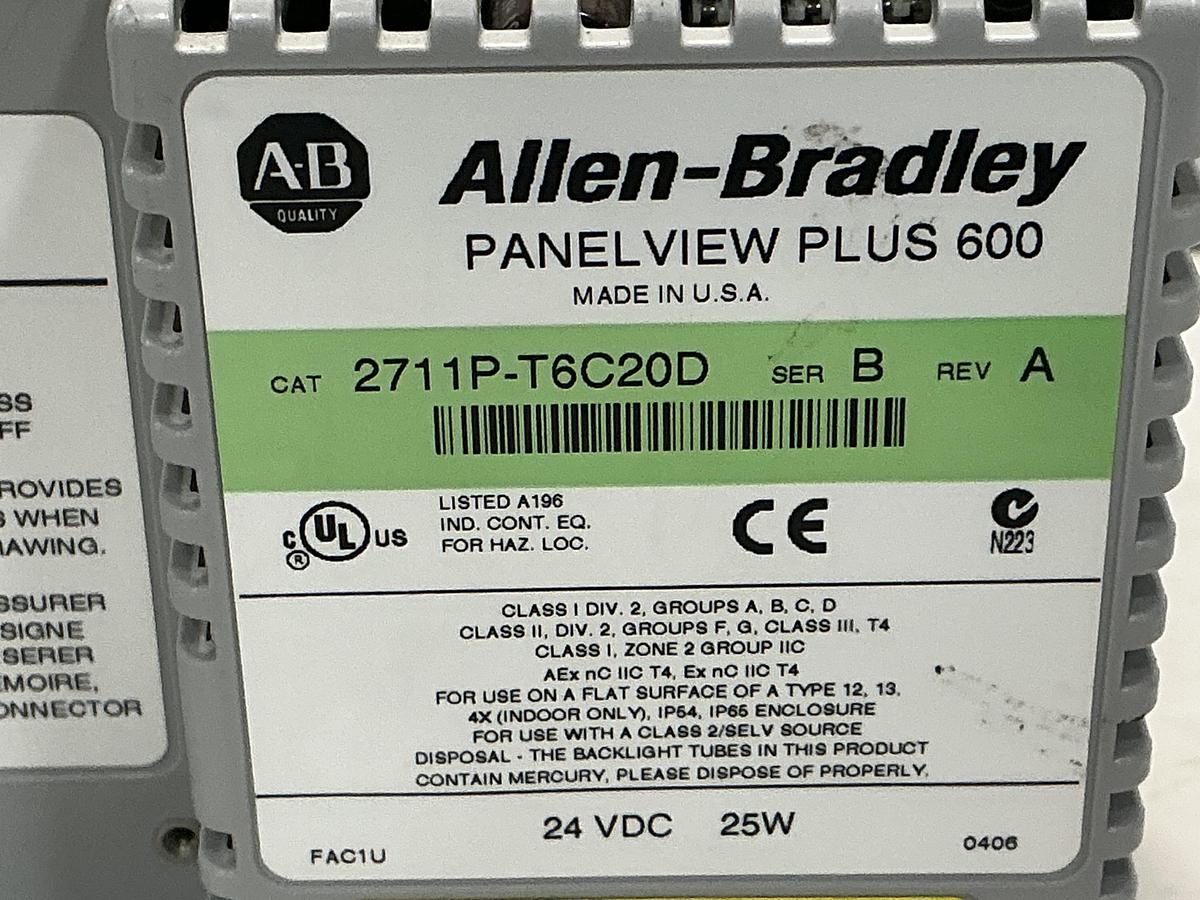 A-B
QUALITY
Allen-Bradley
PANELVIEW PLUS 600
MADE IN U.S.A.
CAT 2711P-T6C20D SER B REV A
C UL US
®
LISTED A196
IND. CONT. EQ.
FOR HAZ. LOC.
CE
N223
CLASS I DIV. 2, GROUPS A, B, C, D
CLASS II, DIV. 2, GROUPS F, G, CLASS III, T4
CLASS I, ZONE 2 GROUP IIC
AEx nC IIC T4, Ex nC IIC T4
FOR USE ON A FLAT SURFACE OF A TYPE 12, 13,
4X (INDOOR ONLY), IP54, IP65 ENCLOSURE
FOR USE WITH A CLASS 2/SELV SOURCE
DISPOSAL - THE BACKLIGHT TUBES IN THIS PRODUCT
CONTAIN MERCURY, PLEASE DISPOSE OF PROPERLY.
24 VDC 25W
FAC1U
0406
SS
FF
ROVIDES
S WHEN
AWING.
SSURER
SIGNE
SERER
EMOIRE,
ONNECTOR